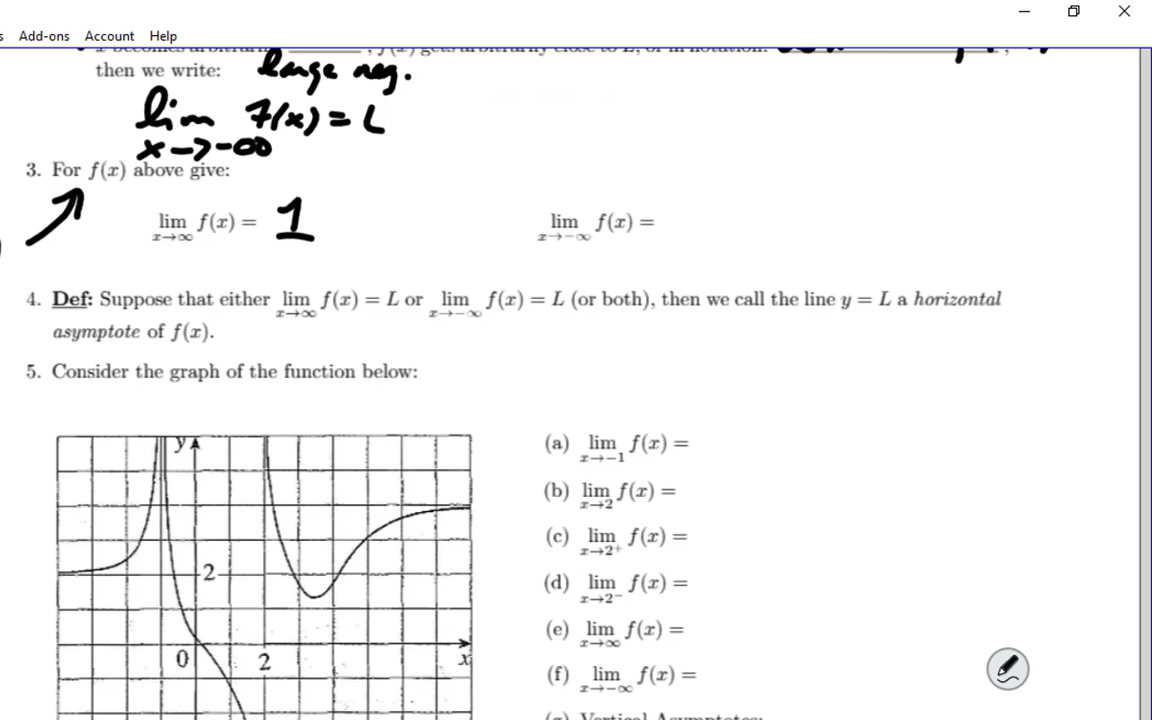 Add-ons Account Help
then we write: large neg.
lim f(x) = L
x->-∞
3. For f(x) above give:
lim x→∞ f(x) = 1 lim x→−∞ f(x) =
4. Def: Suppose that either lim x→∞ f(x) = L or lim x→−∞ f(x) = L (or both), then we call the line y = L a horizontal
asymptote of f(x).
5. Consider the graph of the function below:
y
(a) lim x→−1 f(x) =
(b) lim x→2 f(x) =
(c) lim x→2+ f(x) =
2
(d) lim x→2− f(x) =
(e) lim x→∞ f(x) =
0 2 x
(f) lim x→−∞ f(x) =